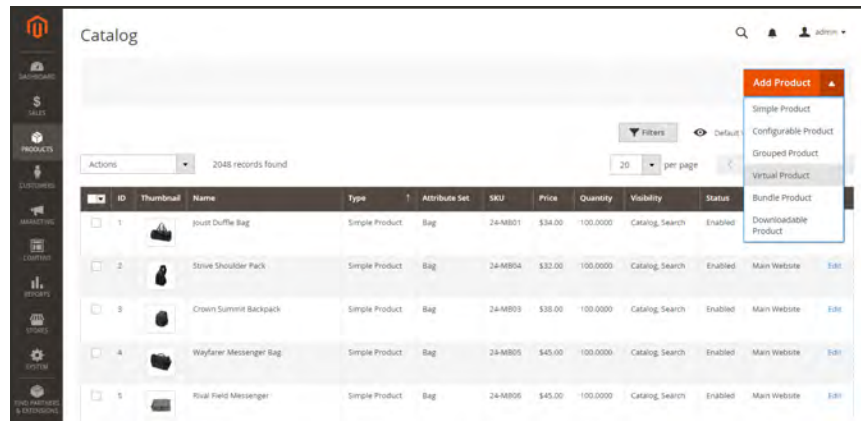 Catalog
admin
DASHBOARD
SALES
PRODUCTS
CUSTOMERS
MARKETING
CONTENT
REPORTS
STORES
SYSTEM
FIND PARTNERS
& EXTENSIONS
Add Product
Simple Product
Configurable Product
Grouped Product
Virtual Product
Bundle Product
Downloadable
Product
Filters
Default
Actions
2048 records found
20
per page
ID Thumbnail Name Type ↑ Attribute Set SKU Price Quantity Visibility Status
1 Joust Duffle Bag Simple Product Bag 24-MB01 $34.00 100.0000 Catalog, Search Enabled
2 Strive Shoulder Pack Simple Product Bag 24-MB04 $32.00 100.0000 Catalog, Search Enabled Main Website Edit
3 Crown Summit Backpack Simple Product Bag 24-MB03 $38.00 100.0000 Catalog, Search Enabled Main Website Edit
4 Wayfarer Messenger Bag Simple Product Bag 24-MB05 $45.00 100.0000 Catalog, Search Enabled Main Website Edit
5 Rival Field Messenger Simple Product Bag 24-MB06 $45.00 100.0000 Catalog, Search Enabled Main Website Edit